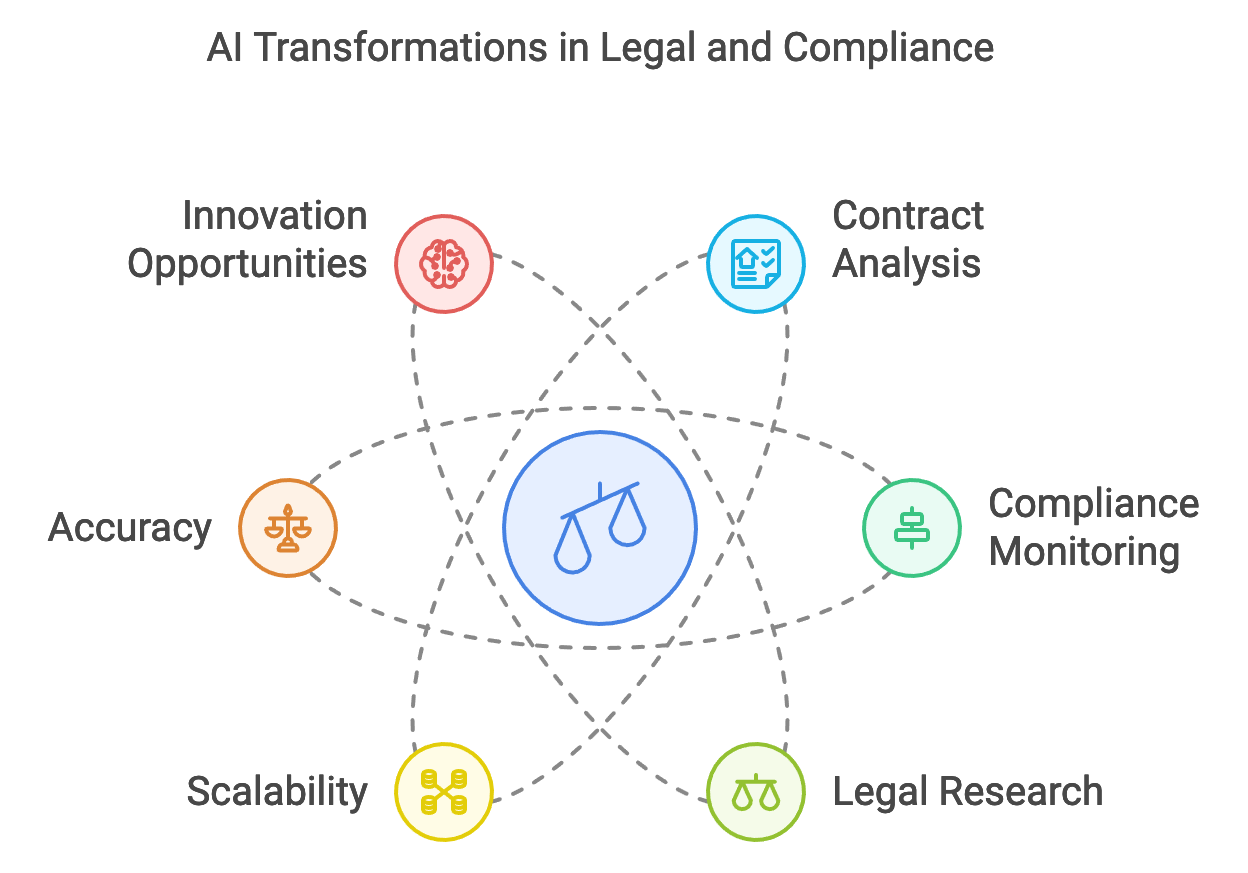 AI Transformations in Legal and Compliance
Innovation
Opportunities
Contract
Analysis
Accuracy
Compliance
Monitoring
Scalability
Legal Research